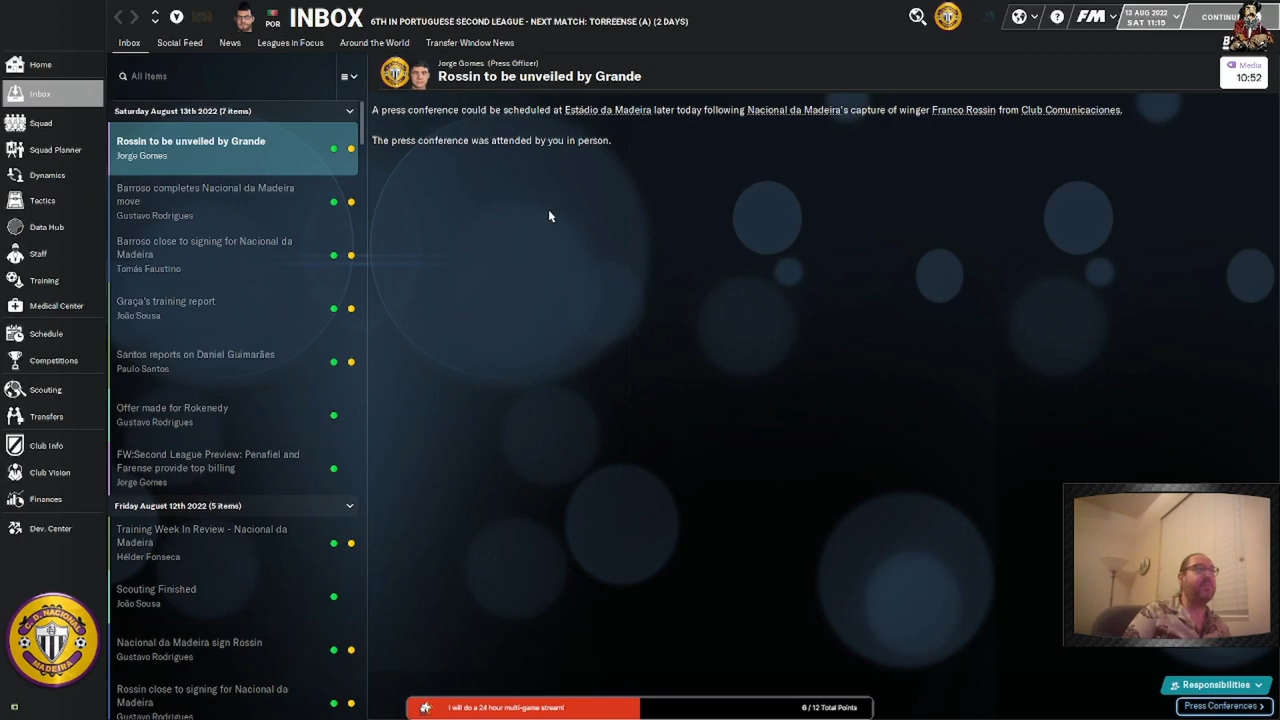 POR
INBOX
6TH IN PORTUGUESE SECOND LEAGUE - NEXT MATCH: TORREENSE (A) (2 DAYS)
FM
13 AUG 2022
SAT 11:15
Inbox
Social Feed
News
Leagues in Focus
Around the World
Transfer Window News
Media
10:52
Home
Inbox
Squad
Squad Planner
Dynamics
Tactics
Data Hub
Staff
Training
Medical Center
Schedule
Competitions
Scouting
Transfers
Club Info
Club Vision
Finances
Dev. Center
C.D. NACIONAL
MADEIRA
All Items
Saturday August 13th 2022 (7 items)
Rossin to be unveiled by Grande
Jorge Gomes
Barroso completes Nacional da Madeira
move
Gustavo Rodrigues
Barroso close to signing for Nacional da
Madeira
Tomás Faustino
Graça's training report
João Sousa
Santos reports on Daniel Guimarães
Paulo Santos
Offer made for Rokenedy
Gustavo Rodrigues
FW:Second League Preview: Penafiel and
Farense provide top billing
Jorge Gomes
Friday August 12th 2022 (5 items)
Training Week In Review - Nacional da
Madeira
Hélder Fonseca
Scouting Finished
João Sousa
Nacional da Madeira sign Rossin
Gustavo Rodrigues
Rossin close to signing for Nacional da
Madeira
Gustavo Rodrigues
Jorge Gomes (Press Officer)
Rossin to be unveiled by Grande
A press conference could be scheduled at Estádio da Madeira later today following Nacional da Madeira's capture of winger Franco Rossin from Club Comunicaciones.
The press conference was attended by you in person.
I will do a 24 hour multi-game stream!
6 / 12 Total Points
Responsibilities
Press Conferences >